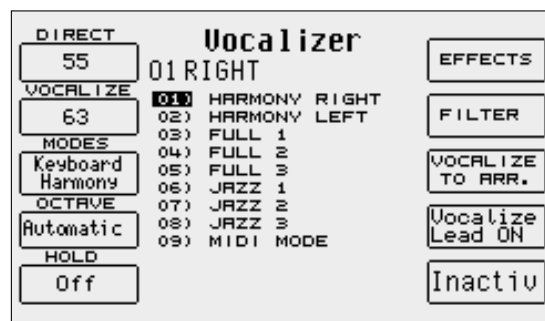 Vocalizer
01 RIGHT
DIRECT
55
VOCALIZE
63
MODES
Keyboard
Harmony
OCTAVE
Automatic
HOLD
Off
01) HARMONY RIGHT
02) HARMONY LEFT
03) FULL 1
04) FULL 2
05) FULL 3
06) JAZZ 1
07) JAZZ 2
08) JAZZ 3
09) MIDI MODE
EFFECTS
FILTER
VOCALIZE
TO ARR.
Vocalize
Lead ON
Inactiv